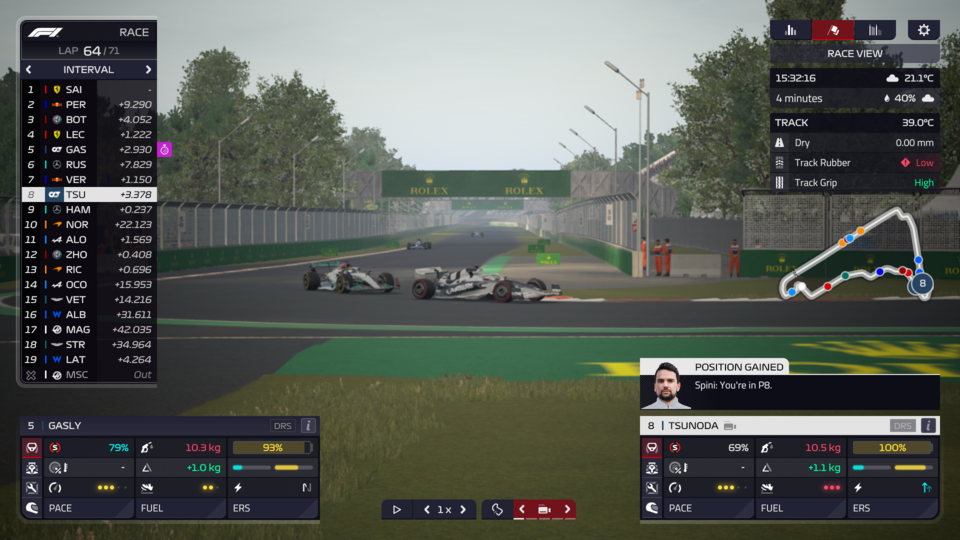 RACE
LAP 64/71
INTERVAL
1 SAI -
2 PER +9.290
3 BOT +4.052
4 LEC +1.222
5 GAS +2.930
6 RUS +7.829
7 VER +1.150
8 TSU +3.378
9 HAM +0.237
10 NOR +22.123
11 ALO +1.569
12 ZHO +0.408
13 RIC +0.696
14 OCO +15.953
15 VET +14.216
16 ALB +31.611
17 MAG +42.035
18 STR +34.964
19 LAT +4.264
MSC Out
RACE VIEW
15:32:16 21.1°C
4 minutes 40%
TRACK 39.0°C
Dry 0.00 mm
Track Rubber Low
Track Grip High
8
ROLEX ROLEX
ROLEX
POSITION GAINED
Spini: You're in P8.
5 GASLY DRS i
S 79% 10.3 kg 93%
- +1.0 kg
N
PACE FUEL ERS
1x
8 TSUNODA DRS i
S 69% 10.5 kg 100%
- +1.1 kg
PACE FUEL ERS